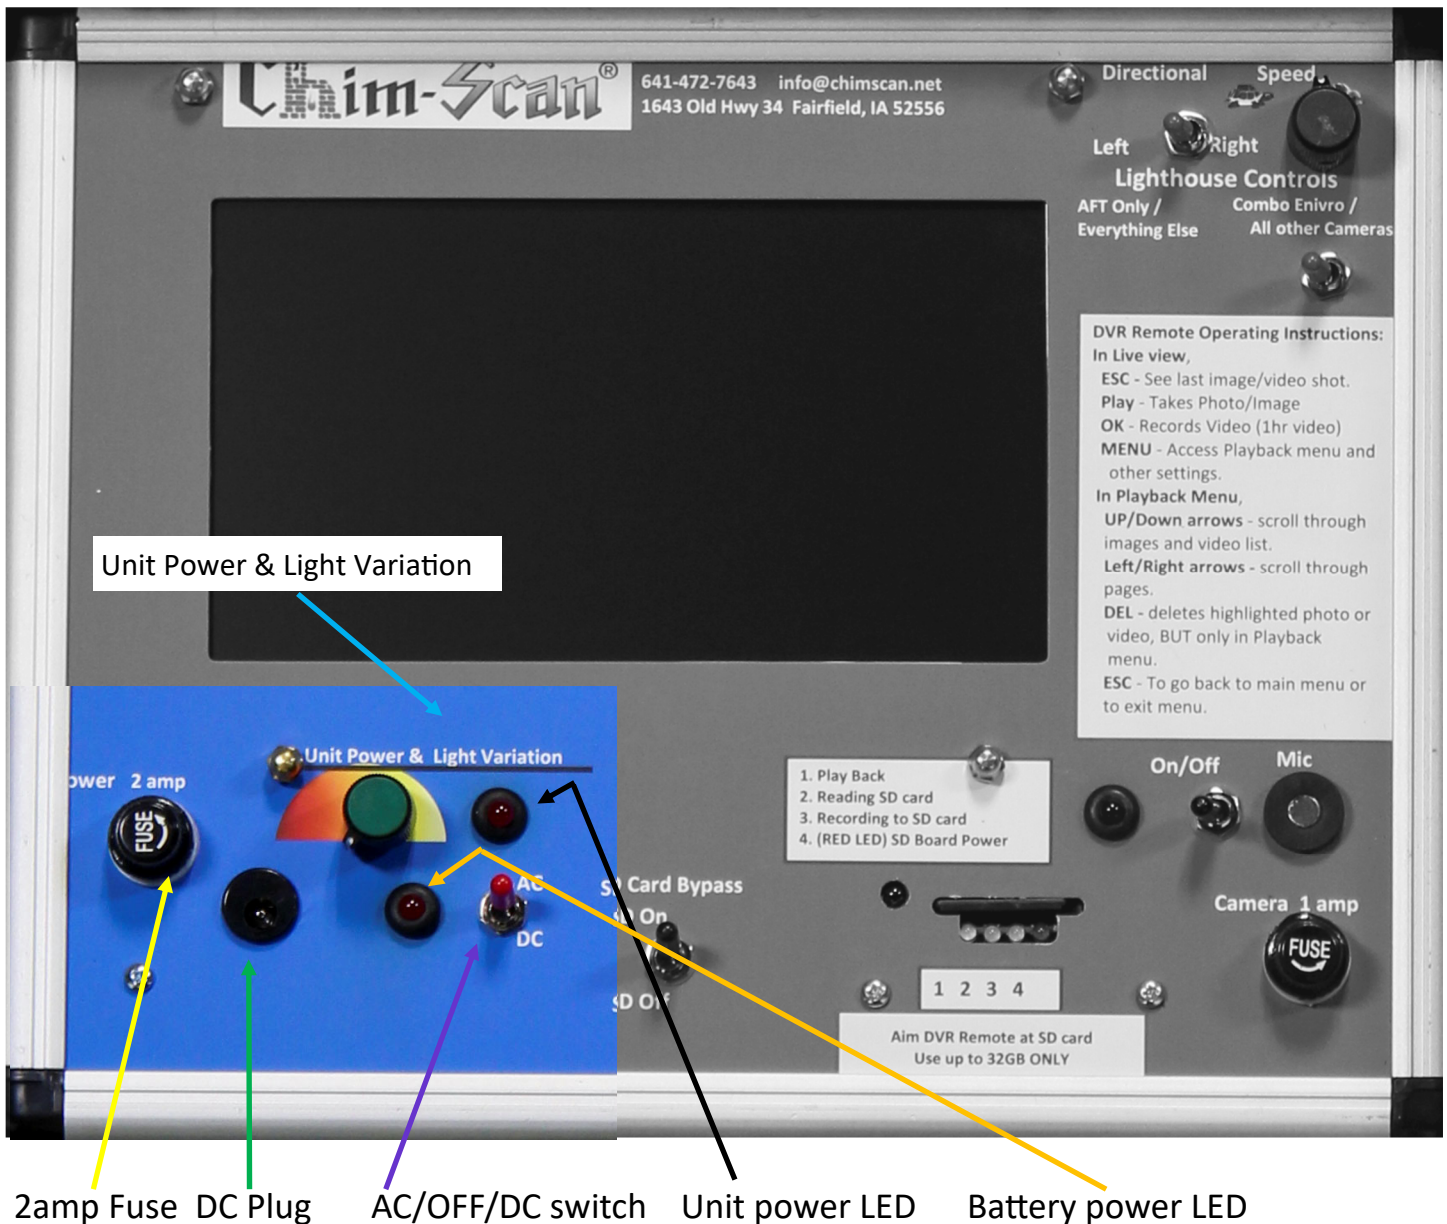 Chim-Scan®
641-472-7643 info@chimscan.net
1643 Old Hwy 34 Fairfield, IA 52556
Directional Speed
Left Right
Lighthouse Controls
AFT Only / Combo Enivro /
Everything Else All other Cameras
DVR Remote Operating Instructions:
In Live view,
ESC - See last image/video shot.
Play - Takes Photo/Image
OK - Records Video (1hr video)
MENU - Access Playback menu and
other settings.
In Playback Menu,
UP/Down arrows - scroll through
images and video list.
Left/Right arrows - scroll through
pages.
DEL - deletes highlighted photo or
video, BUT only in Playback
menu.
ESC - To go back to main menu or
to exit menu.
Unit Power & Light Variation
Unit Power & Light Variation
ower 2 amp
FUSE
AC
DC
SD Card Bypass
SD On
SD Off
1. Play Back
2. Reading SD card
3. Recording to SD card
4. (RED LED) SD Board Power
On/Off
Mic
Camera 1 amp
FUSE
1 2 3 4
Aim DVR Remote at SD card
Use up to 32GB ONLY
2amp Fuse DC Plug AC/OFF/DC switch Unit power LED Battery power LED